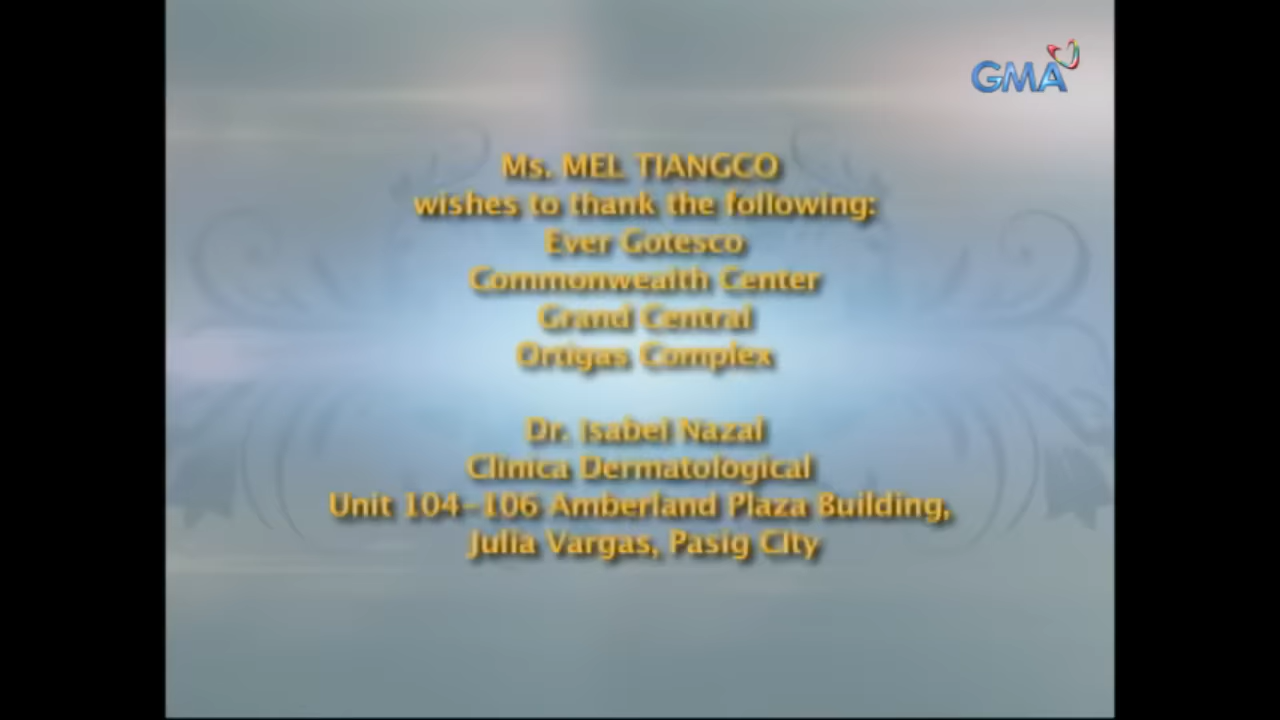 GMA
Ms. MEL TIANGCO
wishes to thank the following:
Ever Gotesco
Commonwealth Center
Grand Central
Ortigas Complex
Dr. Isabel Nazal
Clinica Dermatological
Unit 104-106 Amberland Plaza Building,
Julia Vargas, Pasig CIty